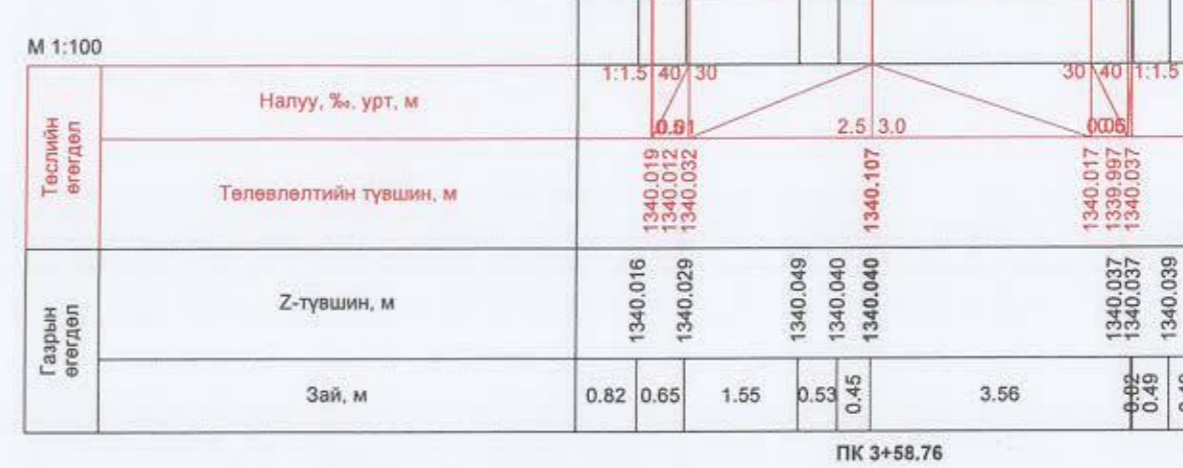 М 1:100
Төслийн өгөгдөл
Налуу, ‰, урт, м
1:1.5 40 30 30 40 1:1.5
2.5 3.0
Төлөвлөлтийн түвшин, м
1340.019 1340.012 1340.032 1340.107 1340.017 1339.997 1340.037
Газрын өгөгдөл
Z-түвшин, м
1340.016 1340.029 1340.049 1340.040 1340.040 1340.037 1340.037 1340.039
Зай, м
0.82 0.65 1.55 0.53 0.45 3.56 0.02 0.49
ПК 3+58.76